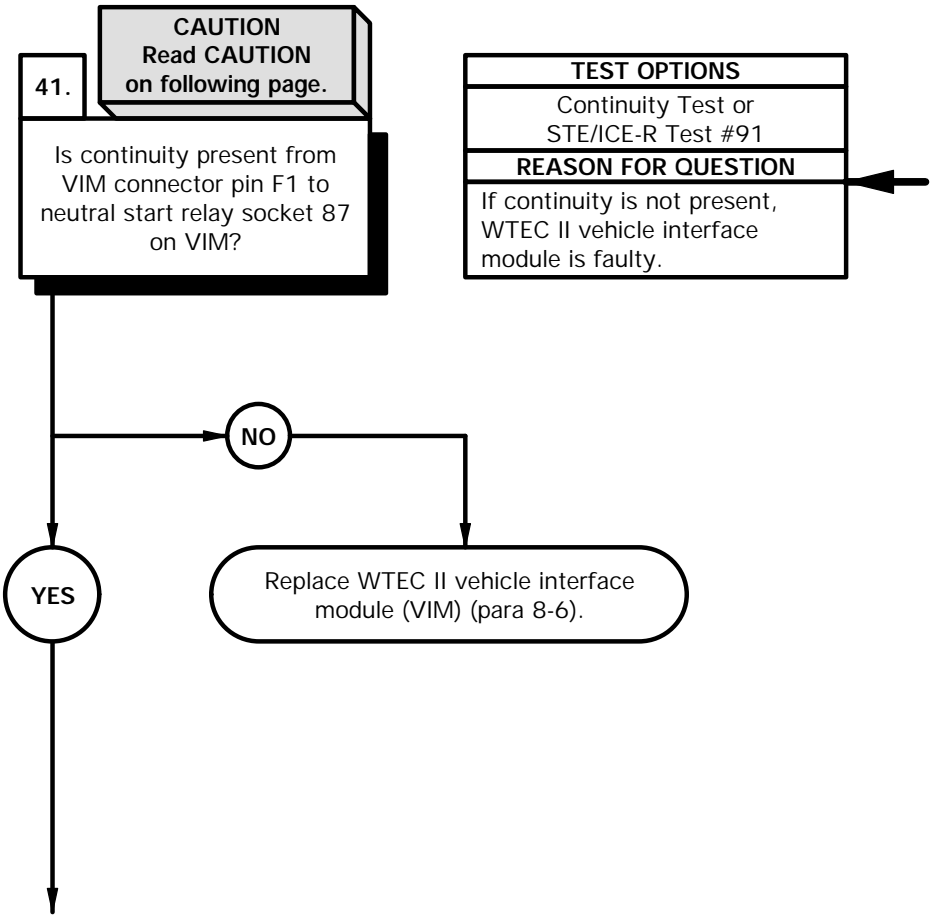 CAUTION
Read CAUTION
on following page.
41.
Is continuity present from
VIM connector pin F1 to
neutral start relay socket 87
on VIM?
TEST OPTIONS
Continuity Test or
STE/ICE-R Test #91
REASON FOR QUESTION
If continuity is not present,
WTEC II vehicle interface
module is faulty.
NO
YES
Replace WTEC II vehicle interface
module (VIM) (para 8-6).